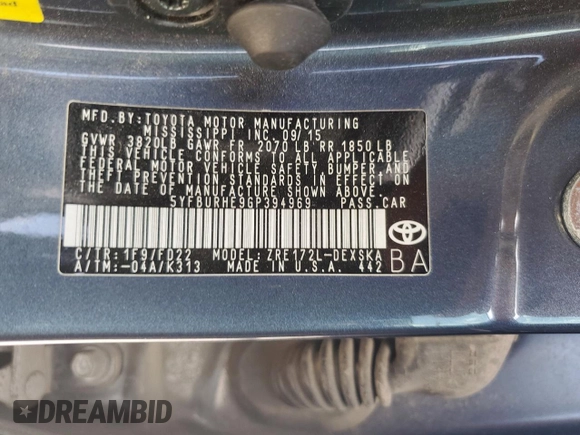 MFD.BY:TOYOTA MOTOR MANUFACTURING
MISSISSIPPI INC.09/15
GVWR 3820LB GAWR FR 2070 LB RR 1850LB
THIS VEHICLE CONFORMS TO ALL APPLICABLE
FEDERAL MOTOR VEHICLE SAFETY, BUMPER, AND
THEFT PREVENTION STANDARDS IN EFFECT ON THE
DATE OF MANUFACTURE SHOWN ABOVE.
5YFBURHE9GP394969 PASS.CAR
C/TR:1F9/FD22 MODEL:ZRE172L-DEXSKA
A/TM:-04A/K313 MADE IN U.S.A. 442
BA
DREAMBID